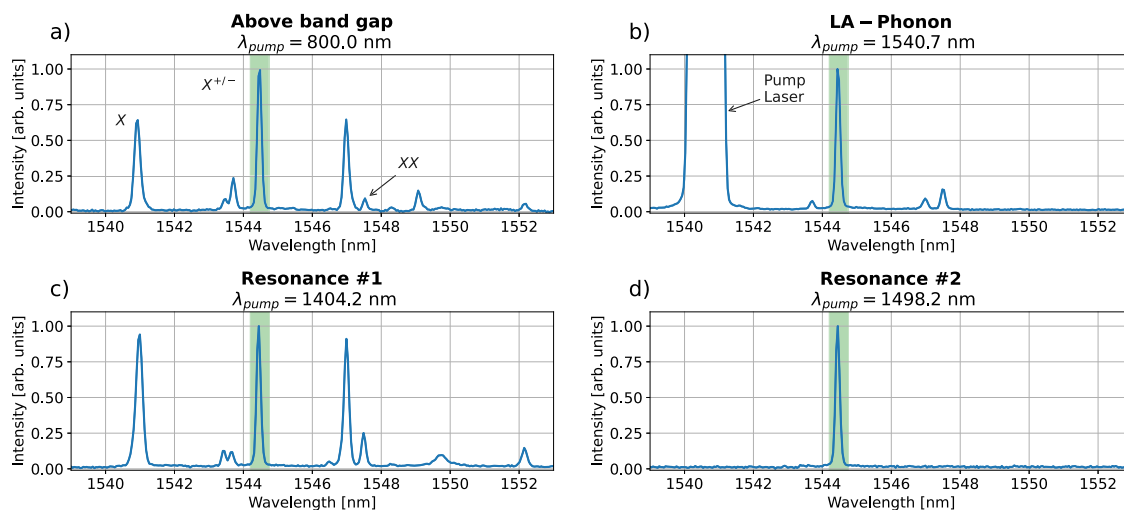 a)
Above band gap
λpump = 800.0 nm
Intensity [arb. units]
1.00
0.75
0.50
0.25
0.00
X
X+/−
XX
1540 1542 1544 1546 1548 1550 1552
Wavelength [nm]
b)
LA − Phonon
λpump = 1540.7 nm
Intensity [arb. units]
1.00
0.75
0.50
0.25
0.00
Pump
Laser
1540 1542 1544 1546 1548 1550 1552
Wavelength [nm]
c)
Resonance #1
λpump = 1404.2 nm
Intensity [arb. units]
1.00
0.75
0.50
0.25
0.00
1540 1542 1544 1546 1548 1550 1552
Wavelength [nm]
d)
Resonance #2
λpump = 1498.2 nm
Intensity [arb. units]
1.00
0.75
0.50
0.25
0.00
1540 1542 1544 1546 1548 1550 1552
Wavelength [nm]